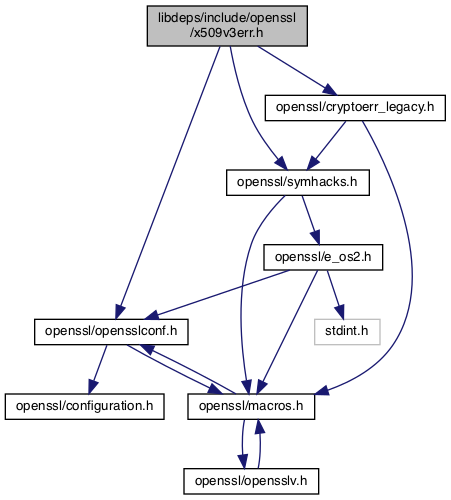 libdeps/include/openssl
/x509v3err.h
openssl/cryptoerr_legacy.h
openssl/symhacks.h
openssl/e_os2.h
openssl/opensslconf.h
stdint.h
openssl/configuration.h
openssl/macros.h
openssl/opensslv.h